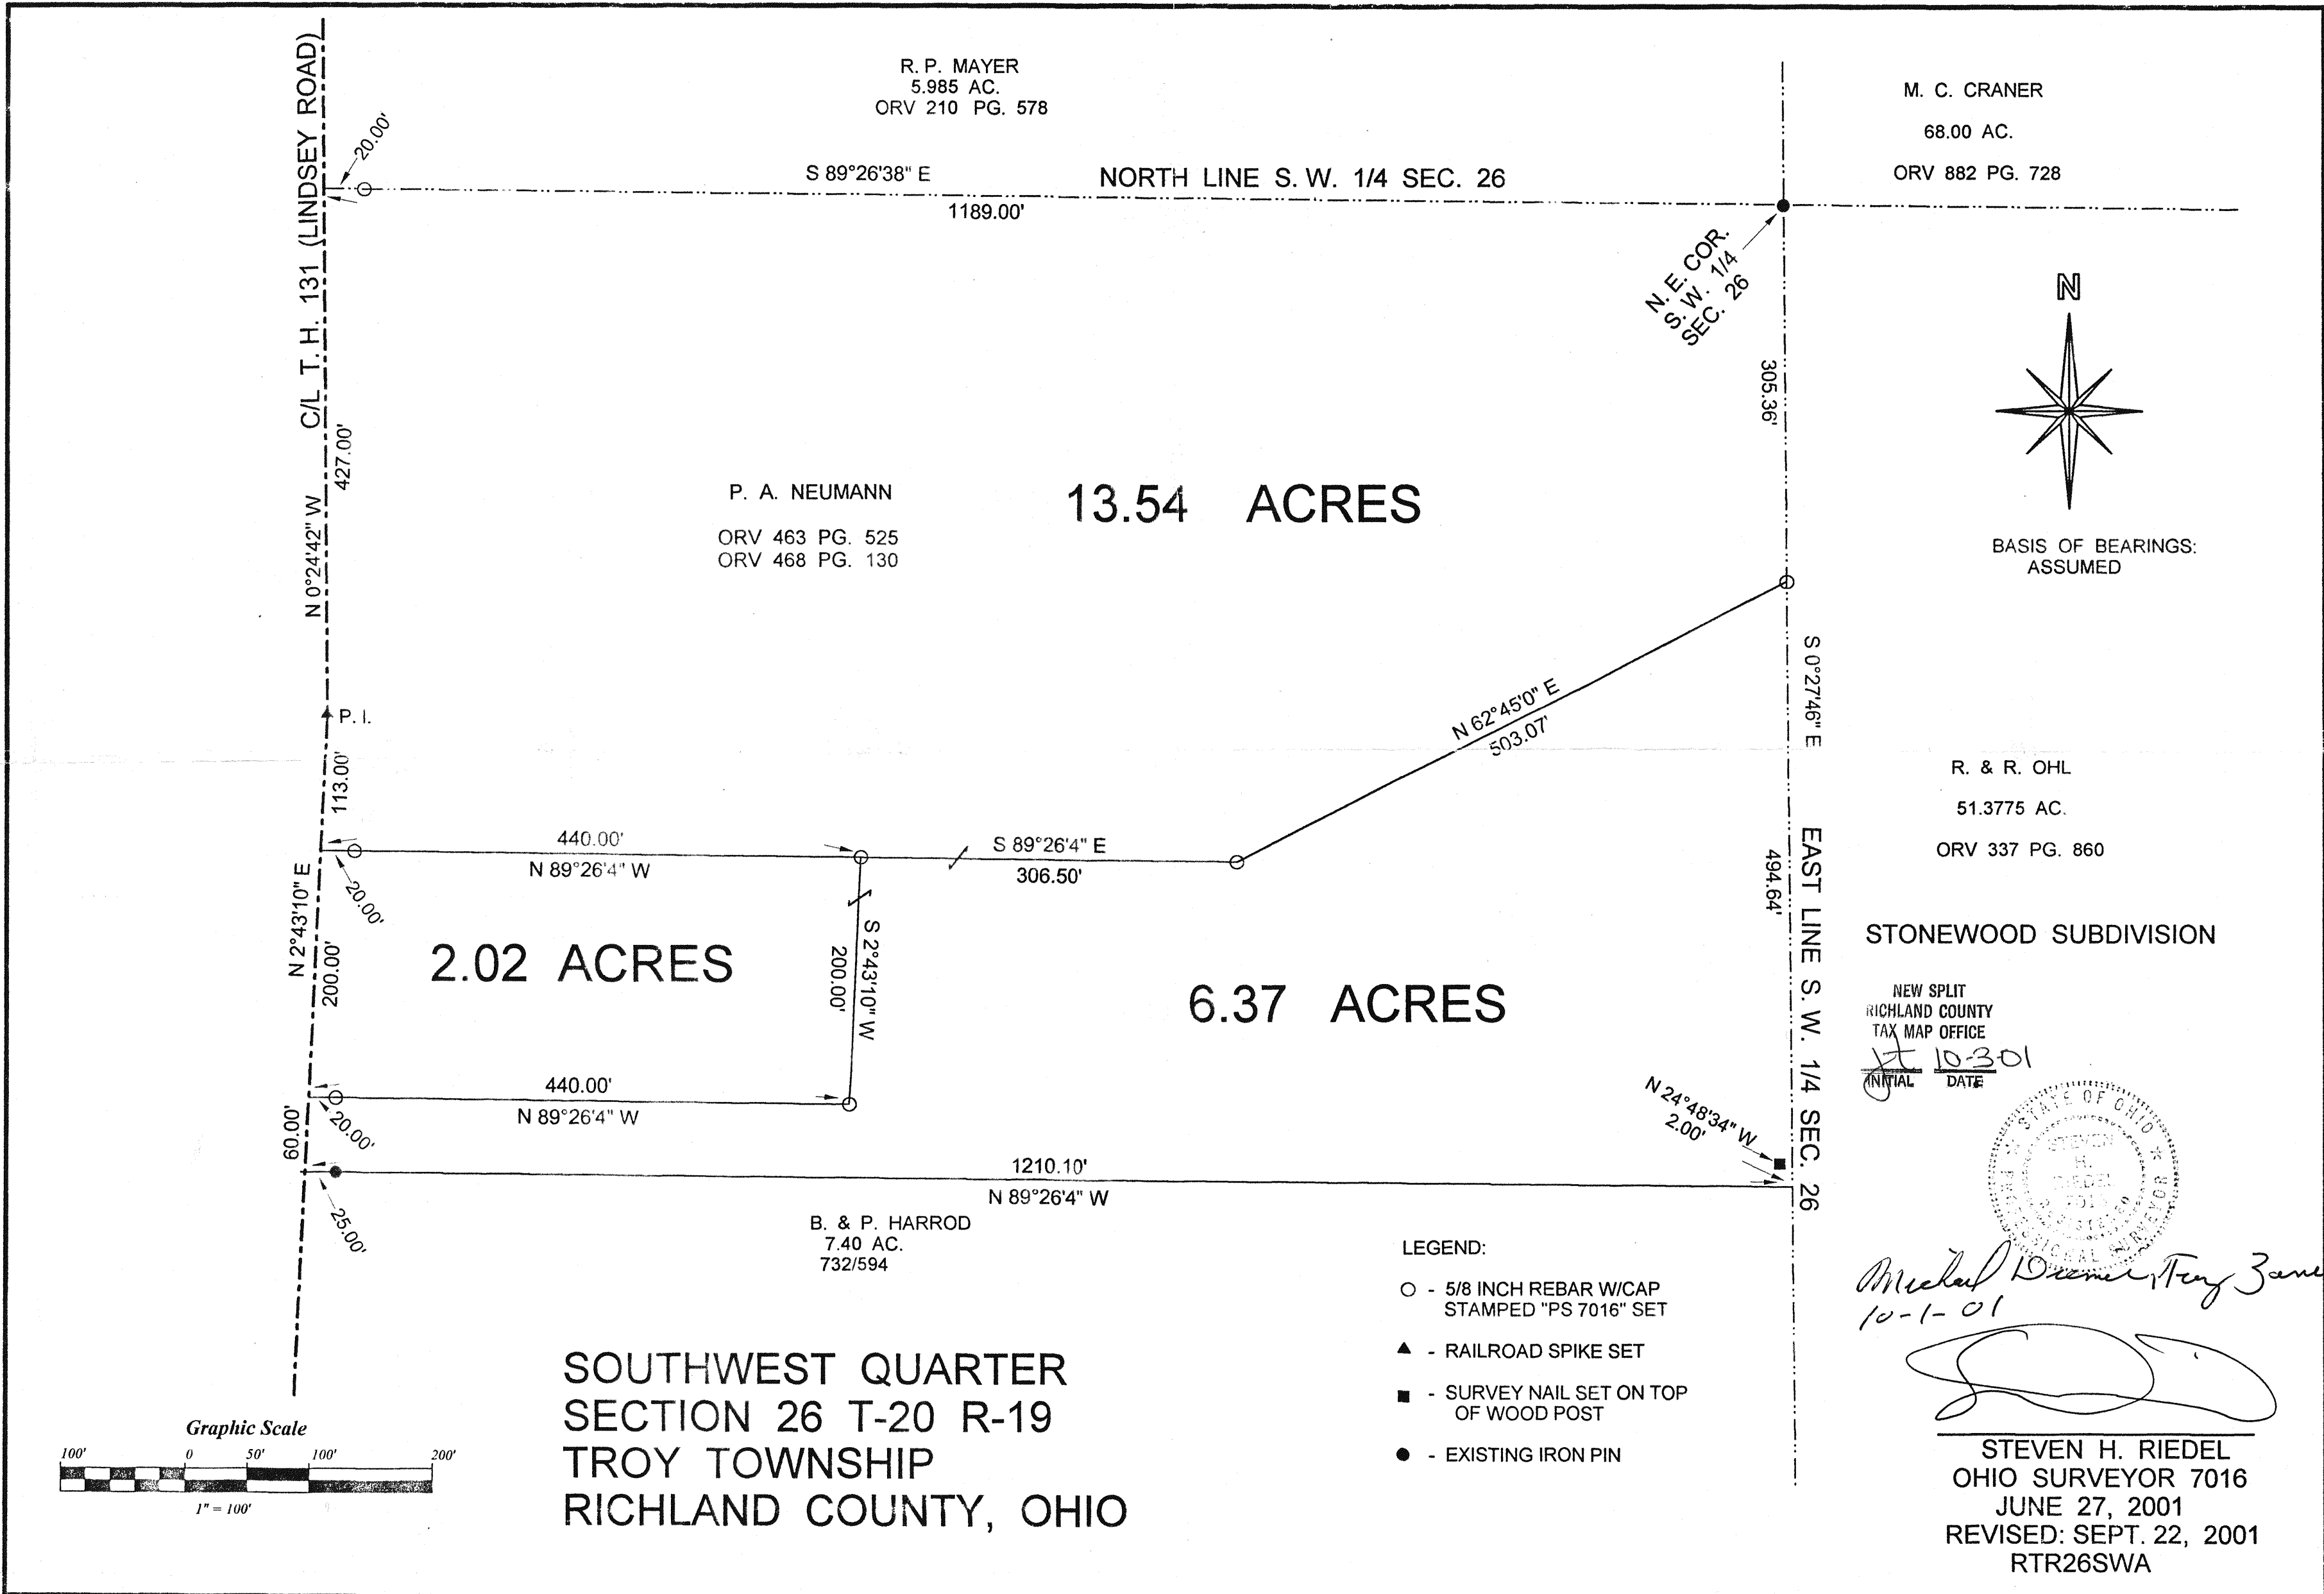 R. P. MAYER
5.985 AC.
ORV 210 PG. 578
M. C. CRANER
68.00 AC.
ORV 882 PG. 728
C/L T. H. 131 (LINDSEY ROAD)
20.00'
S 89°26'38" E
NORTH LINE S. W. 1/4 SEC. 26
1189.00'
N. E. COR.
S. W. 1/4
SEC. 26
305.36'
N
BASIS OF BEARINGS:
ASSUMED
N 0°24'42" W
427.00'
P. A. NEUMANN
ORV 463 PG. 525
ORV 468 PG. 130
13.54 ACRES
P. I.
113.00'
N 62°45'0" E
503.07'
S 0°27'46" E
R. & R. OHL
51.3775 AC.
ORV 337 PG. 860
440.00'
N 89°26'4" W
S 89°26'4" E
306.50'
20.00'
N 2°43'10" E
200.00'
2.02 ACRES
S 2°43'10" W
200.00'
494.64'
EAST LINE S. W. 1/4 SEC. 26
6.37 ACRES
STONEWOOD SUBDIVISION
NEW SPLIT
RICHLAND COUNTY
TAX MAP OFFICE
10-3-01
INITIAL DATE
440.00'
N 89°26'4" W
20.00'
60.00'
N 24°48'34" W
2.00'
1210.10'
N 89°26'4" W
25.00'
B. & P. HARROD
7.40 AC.
732/594
STATE OF OHIO
STEVEN
H.
RIEDEL
7016
REGISTERED
PROFESSIONAL SURVEYOR
Michael
10-1-01
LEGEND:
- 5/8 INCH REBAR W/CAP
STAMPED "PS 7016" SET
- RAILROAD SPIKE SET
- SURVEY NAIL SET ON TOP
OF WOOD POST
- EXISTING IRON PIN
SOUTHWEST QUARTER
SECTION 26 T-20 R-19
TROY TOWNSHIP
RICHLAND COUNTY, OHIO
Graphic Scale
100' 0 50' 100' 200'
1" = 100'
STEVEN H. RIEDEL
OHIO SURVEYOR 7016
JUNE 27, 2001
REVISED: SEPT. 22, 2001
RTR26SWA